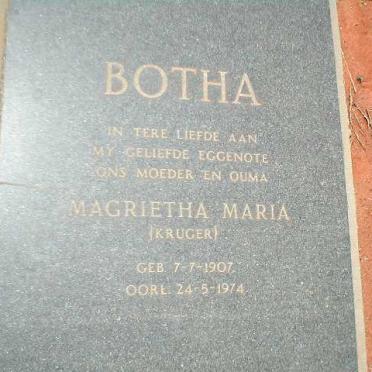 BOTHA
IN TERE LIEFDE AAN
MY GELIEFDE EGGENOTE
ONS MOEDER EN OUMA
MAGRIETHA MARIA
(KRUGER)
GEB. 7-7-1907.
OORL. 24-5-1974.